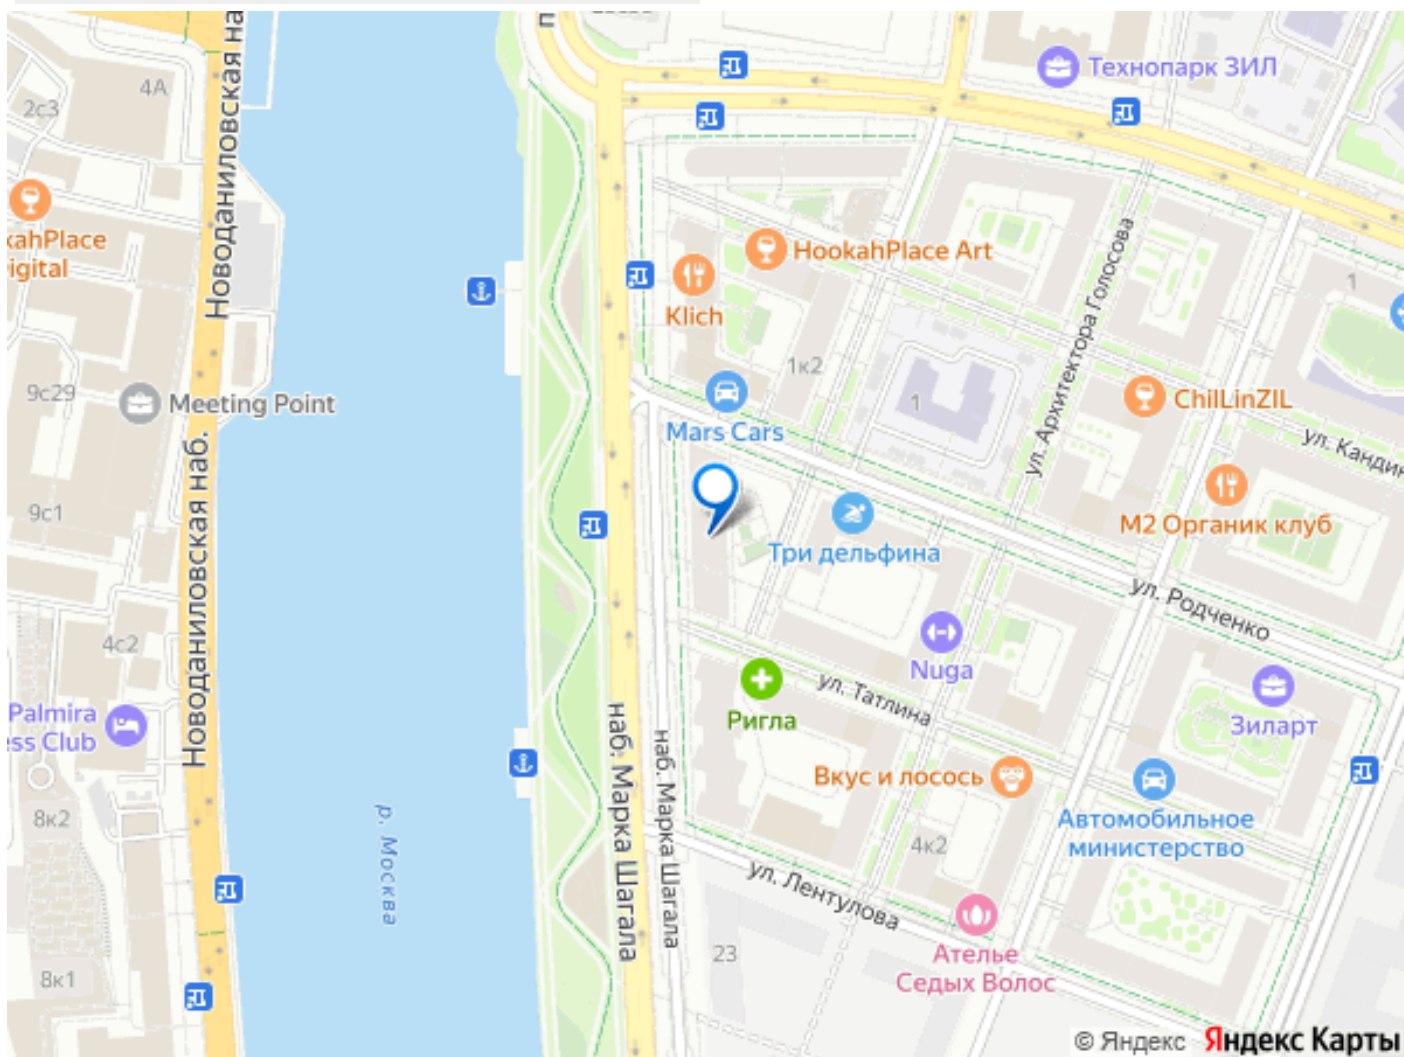 Новоданиловская наб.
4А
2с3
Технопарк ЗИЛ
kahPlace
igital
HookahPlace Art
Klich
ул. Архитектора Голосова
1
1к2
1
9с29
Meeting Point
Mars Cars
ChilLinZIL
ул. Кандин
9с1
Новоданиловская наб.
M2 Органик клуб
Три дельфина
ул. Родченко
4с2
Nuga
ул. Татлина
Ригла
Зиларт
Palmira
ess Club
наб. Марка Шагала
наб. Марка Шагала
Вкус и лосось
8к2
р. Москва
Автомобильное
министерство
4к2
ул. Лентулова
23
Ателье
Седых Волос
8к1
© Яндекс Яндекс Карты